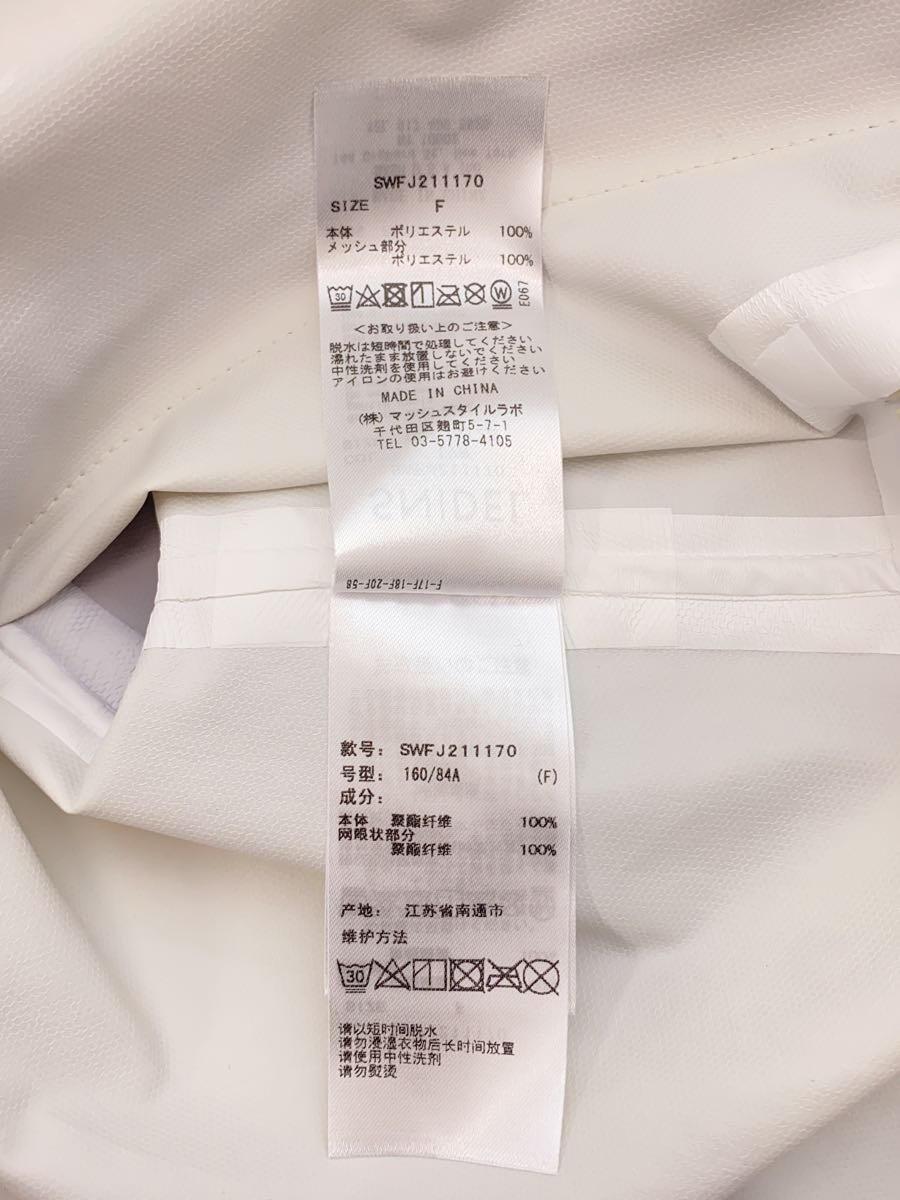 SWFJ211170
SIZE F
本体 ポリエステル 100%
メッシュ部分
ポリエステル 100%
30 W E067
<お取り扱い上のご注意>
脱水は短時間で処理してください
濡れたまま放置しないでください
中性洗剤を使用してください
アイロンの使用はお避けください
MADE IN CHINA
(株)マッシュスタイルラボ
千代田区麹町5-7-1
TEL 03-5778-4105
SNIDEL
F-17F-18F-20F-58
款号: SWFJ211170
号型: 160/84A (F)
成分:
本体 聚酯纤维 100%
网眼状部分
聚酯纤维 100%
产地: 江苏省南通市
维护方法
30
请以短时间脱水
请勿浸湿衣物后长时间放置
请使用中性洗剂
请勿熨烫